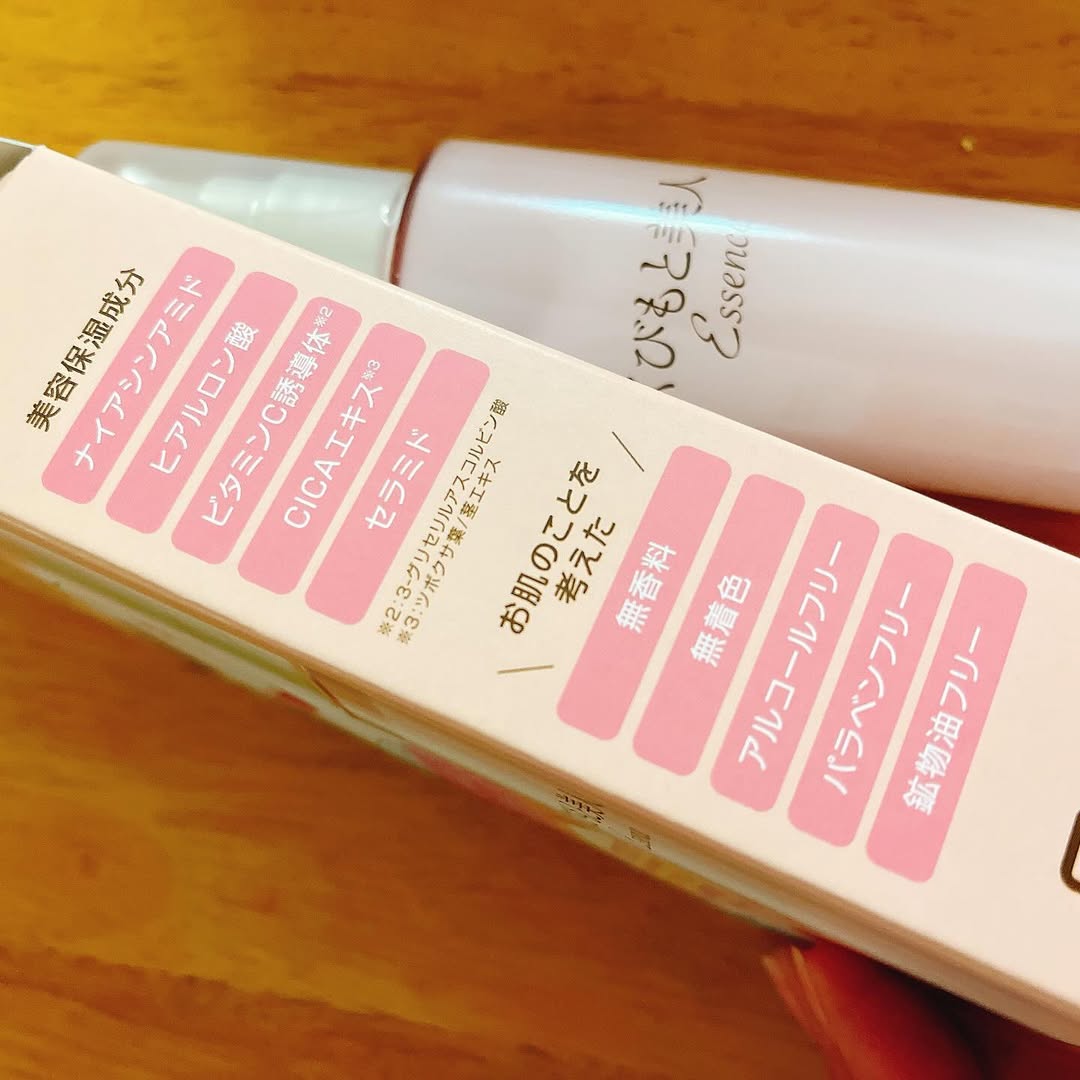 美容保湿成分
ナイアシンアミド
ヒアルロン酸
ビタミンC誘導体※2
CICAエキス※3
セラミド
※2:3-グリセリルアスコルビン酸
※3:ツボクサ葉/茎エキス
お肌のことを
考えた
無香料
無着色
アルコールフリー
パラベンフリー
鉱物油フリー
びもと美人
Essence